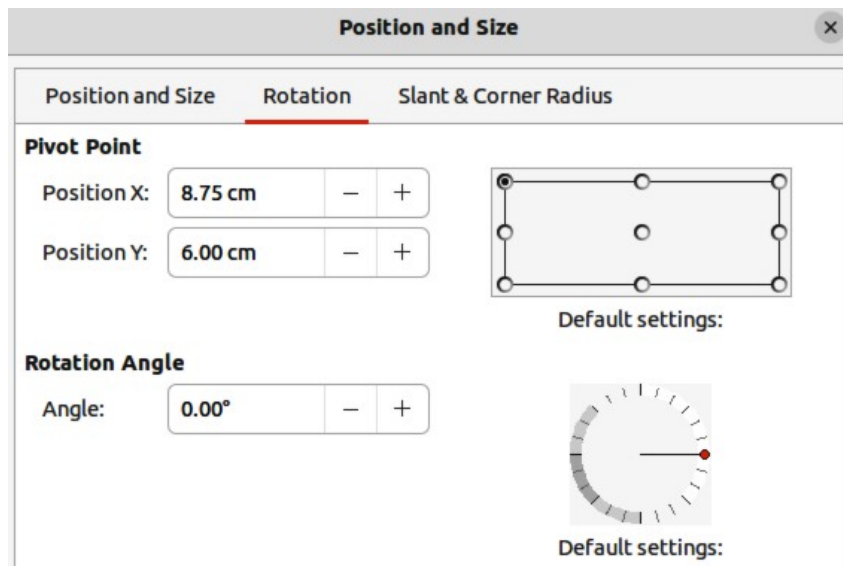 Position and Size
Position and Size Rotation Slant & Corner Radius
Pivot Point
Position X: 8.75 cm − +
Position Y: 6.00 cm − +
Default settings:
Rotation Angle
Angle: 0.00° − +
Default settings: